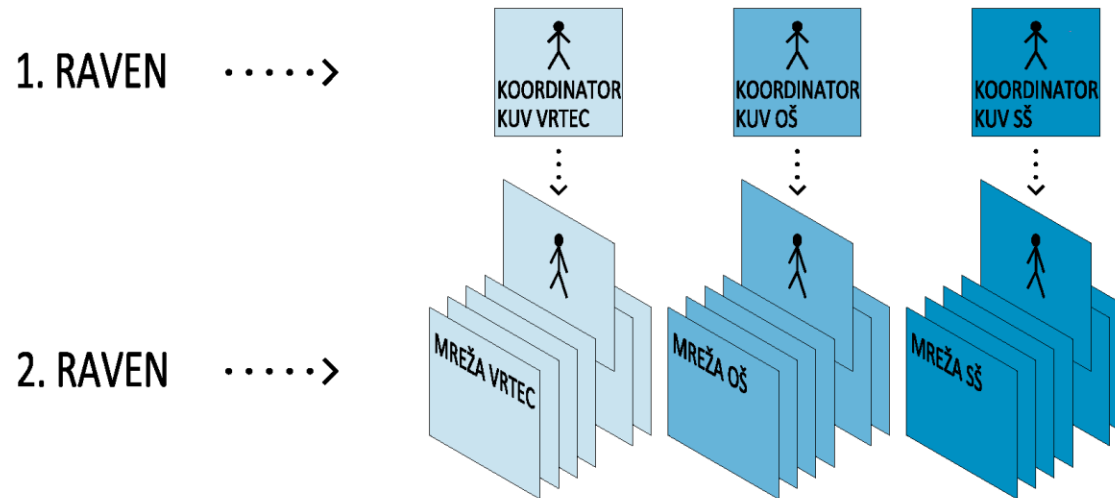 1. RAVEN
KOORDINATOR
KUV VRTEC
KOORDINATOR
KUV OŠ
KOORDINATOR
KUV SŠ
2. RAVEN
MREŽA VRTEC
MREŽA OŠ
MREŽA SŠ